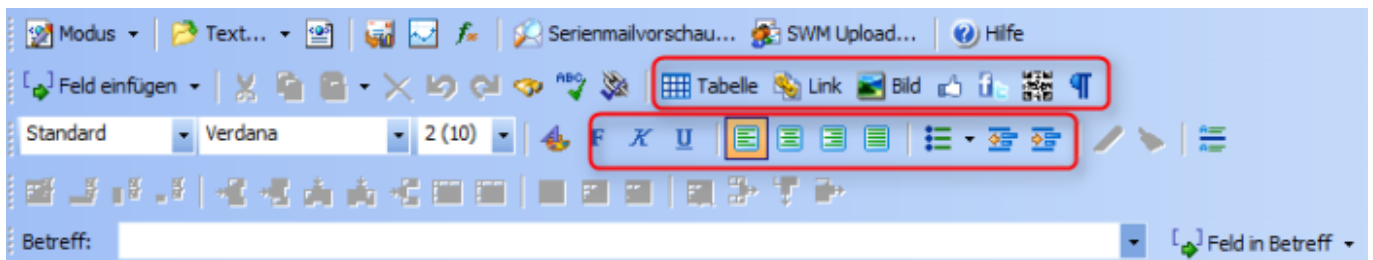 Modus Text... Serienmailvorschau... SWM Upload... Hilfe
Feld einfügen ABC Tabelle Link Bild ¶
Standard Verdana 2 (10) F K U
Betreff: Feld in Betreff